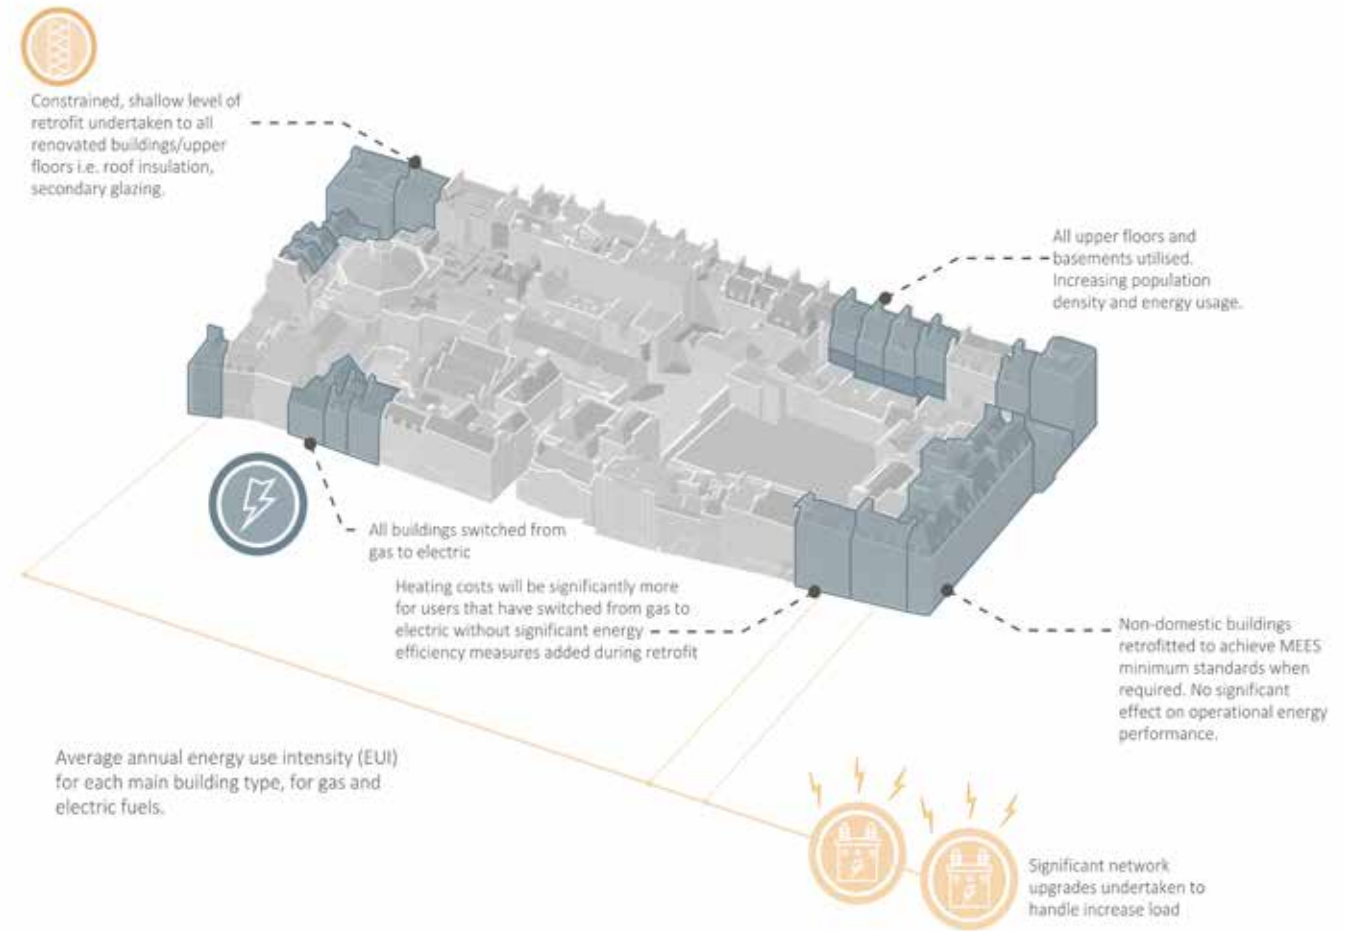 Constrained, shallow level of
retrofit undertaken to all
renovated buildings/upper
floors i.e. roof insulation,
secondary glazing.
All upper floors and
basements utilised.
Increasing population
density and energy usage.
All buildings switched from
gas to electric
Heating costs will be significantly more
for users that have switched from gas to
electric without significant energy
efficiency measures added during retrofit
Non-domestic buildings
retrofitted to achieve MEES
minimum standards when
required. No significant
effect on operational energy
performance.
Average annual energy use intensity (EUI)
for each main building type, for gas and
electric fuels.
Significant network
upgrades undertaken to
handle increase load